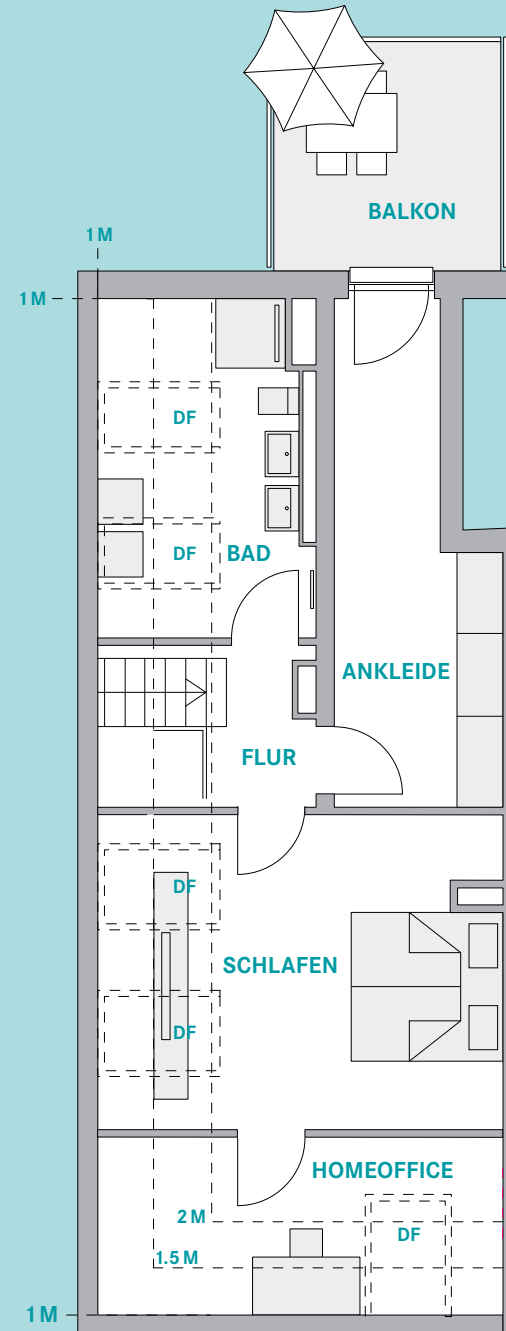 BALKON
1 M
1 M
DF
DF
BAD
ANKLEIDE
FLUR
DF
SCHLAFEN
DF
HOMEOFFICE
2 M
DF
1.5 M
1 M